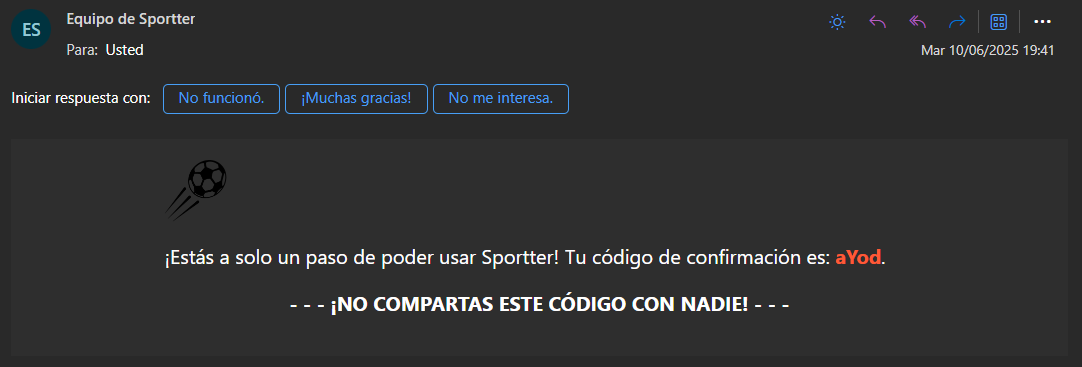 ES
Equipo de Sportter
Para: Usted
Mar 10/06/2025 19:41
Iniciar respuesta con: No funcionó. ¡Muchas gracias! No me interesa.
¡Estás a solo un paso de poder usar Sportter! Tu código de confirmación es: aYod.
- - - ¡NO COMPARTAS ESTE CÓDIGO CON NADIE! - - -